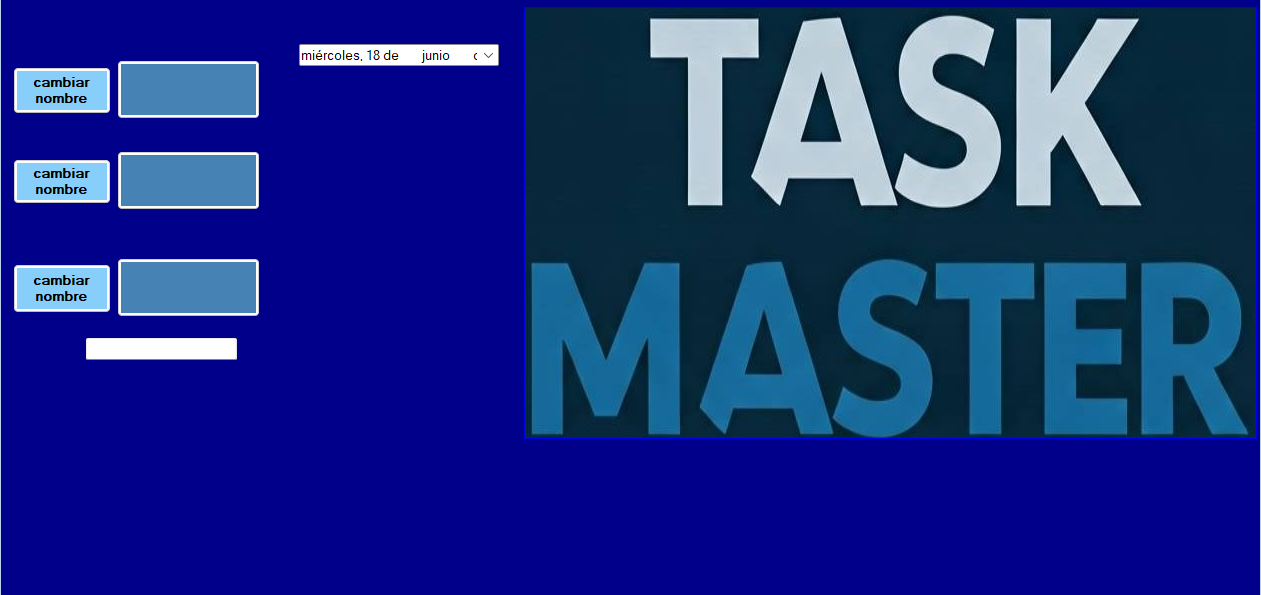 miércoles, 18 de junio
cambiar
nombre
cambiar
nombre
cambiar
nombre
TASK
MASTER